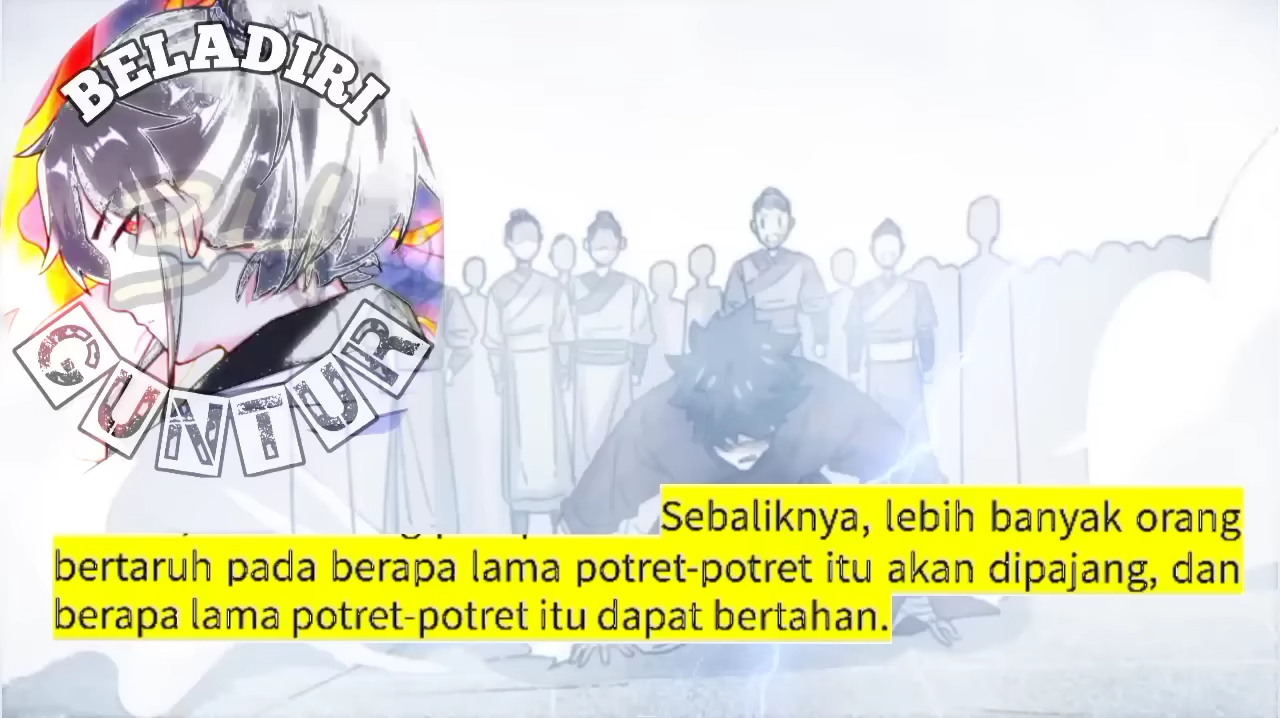 BELADIRI
GUNTUR
Sebaliknya, lebih banyak orang
bertaruh pada berapa lama potret-potret itu akan dipajang, dan
berapa lama potret-potret itu dapat bertahan.